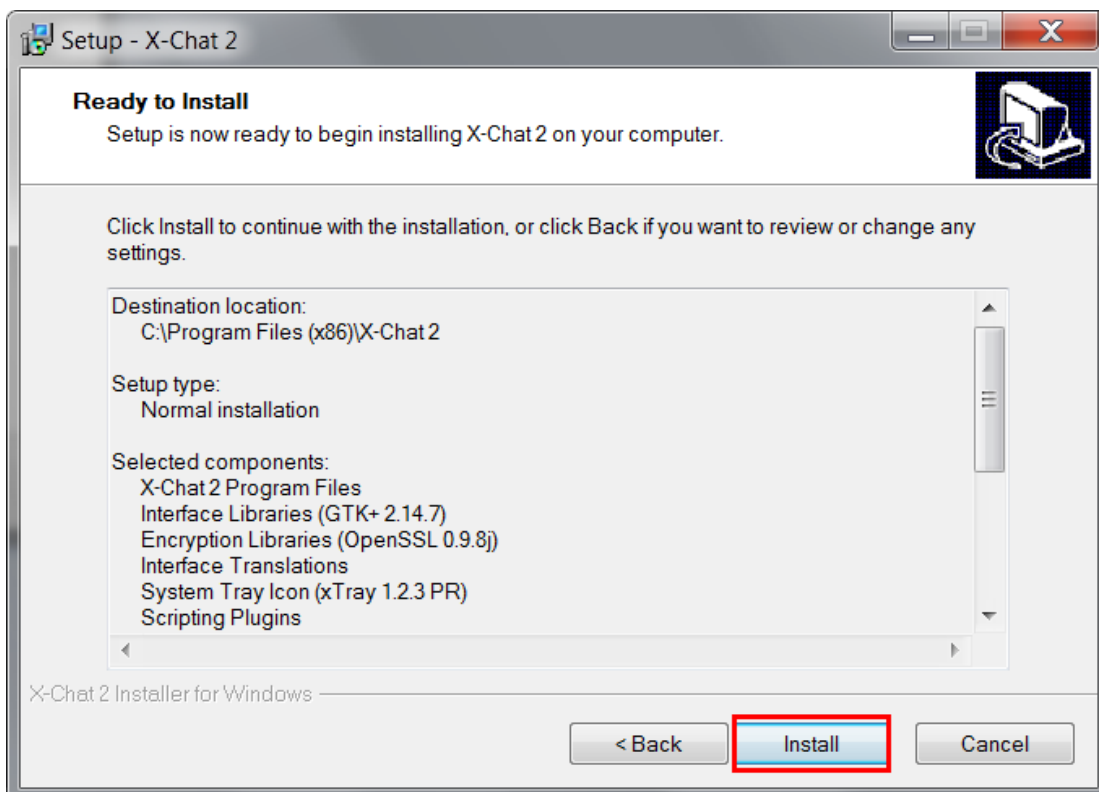 Setup - X-Chat 2
Ready to Install
Setup is now ready to begin installing X-Chat 2 on your computer.
Click Install to continue with the installation, or click Back if you want to review or change any
settings.
Destination location:
C:\Program Files (x86)\X-Chat 2
Setup type:
Normal installation
Selected components:
X-Chat 2 Program Files
Interface Libraries (GTK+ 2.14.7)
Encryption Libraries (OpenSSL 0.9.8j)
Interface Translations
System Tray Icon (xTray 1.2.3 PR)
Scripting Plugins
X-Chat 2 Installer for Windows
< Back Install Cancel